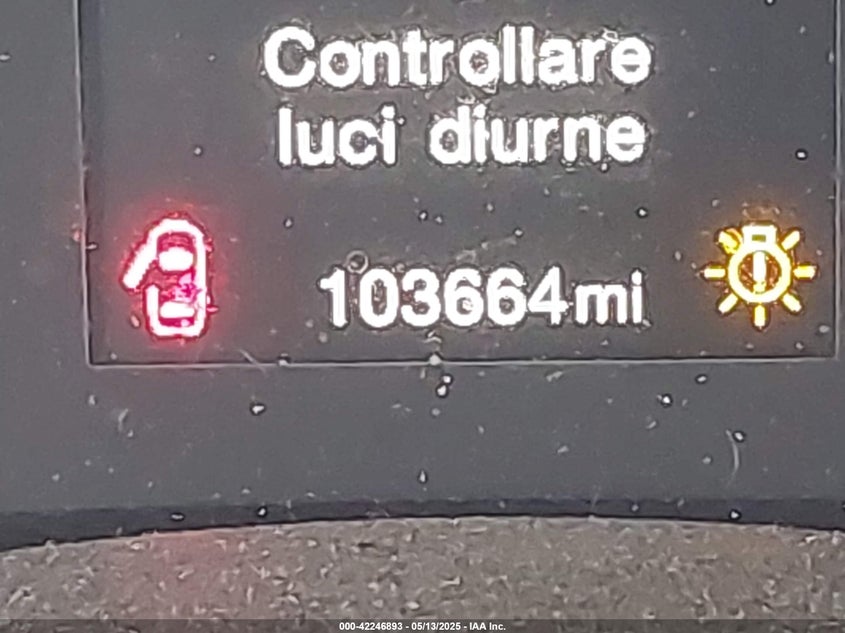 Controllare
luci diurne
103664mi
000-42246893 - 05/13/2025 - IAA Inc.